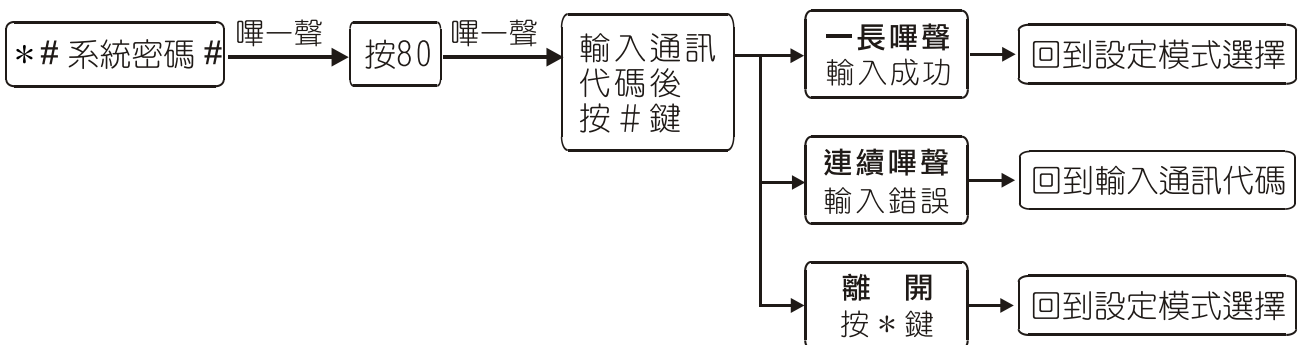 ＊# 系統密碼 #
嗶一聲
按80
嗶一聲
輸入通訊
代碼後
按 # 鍵
一長嗶聲
輸入成功
回到設定模式選擇
連續嗶聲
輸入錯誤
回到輸入通訊代碼
離　開
按＊鍵
回到設定模式選擇